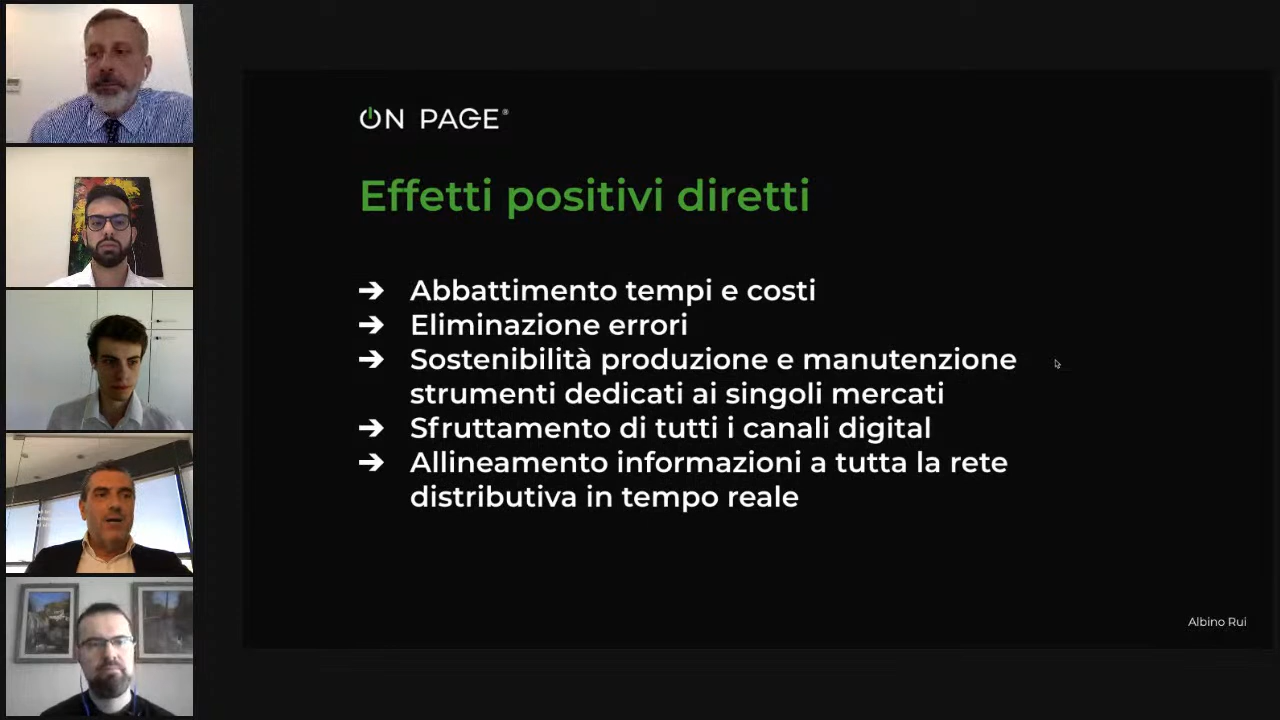 ON PAGE®
Effetti positivi diretti
➔ Abbattimento tempi e costi
➔ Eliminazione errori
➔ Sostenibilità produzione e manutenzione
strumenti dedicati ai singoli mercati
➔ Sfruttamento di tutti i canali digital
➔ Allineamento informazioni a tutta la rete
distributiva in tempo reale
Albino Rui